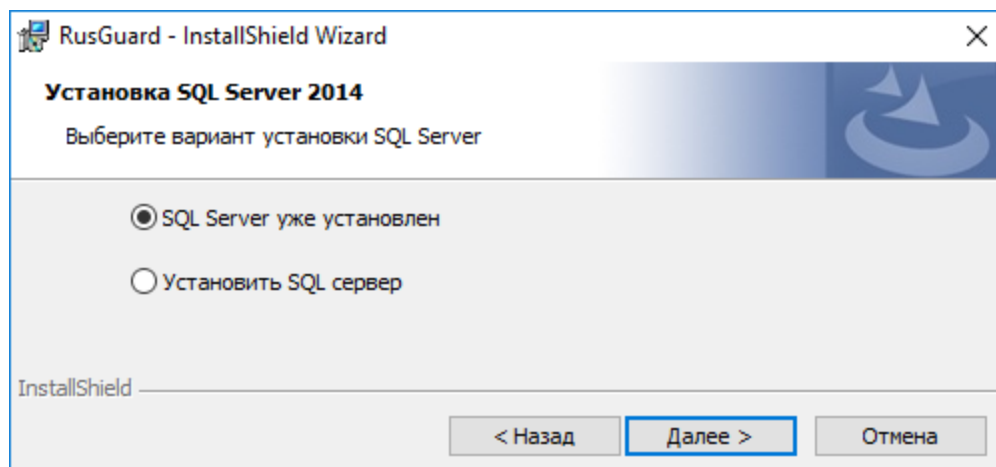 RusGuard - InstallShield Wizard
Установка SQL Server 2014
Выберите вариант установки SQL Server
SQL Server уже установлен
Установить SQL сервер
InstallShield
< Назад
Далее >
Отмена